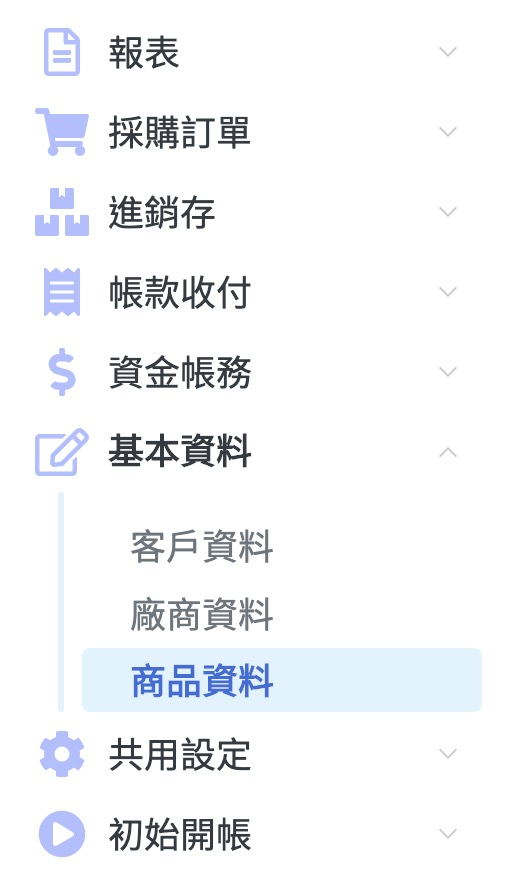 報表
採購訂單
進銷存
帳款收付
資金帳務
基本資料
客戶資料
廠商資料
商品資料
共用設定
初始開帳